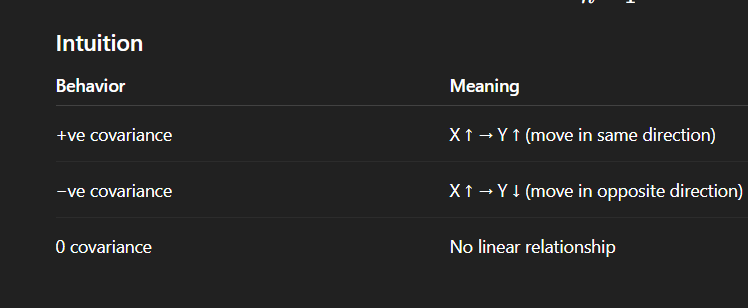 Intuition
Behavior Meaning
+ve covariance X ↑ → Y ↑ (move in same direction)
−ve covariance X ↑ → Y ↓ (move in opposite direction)
0 covariance No linear relationship